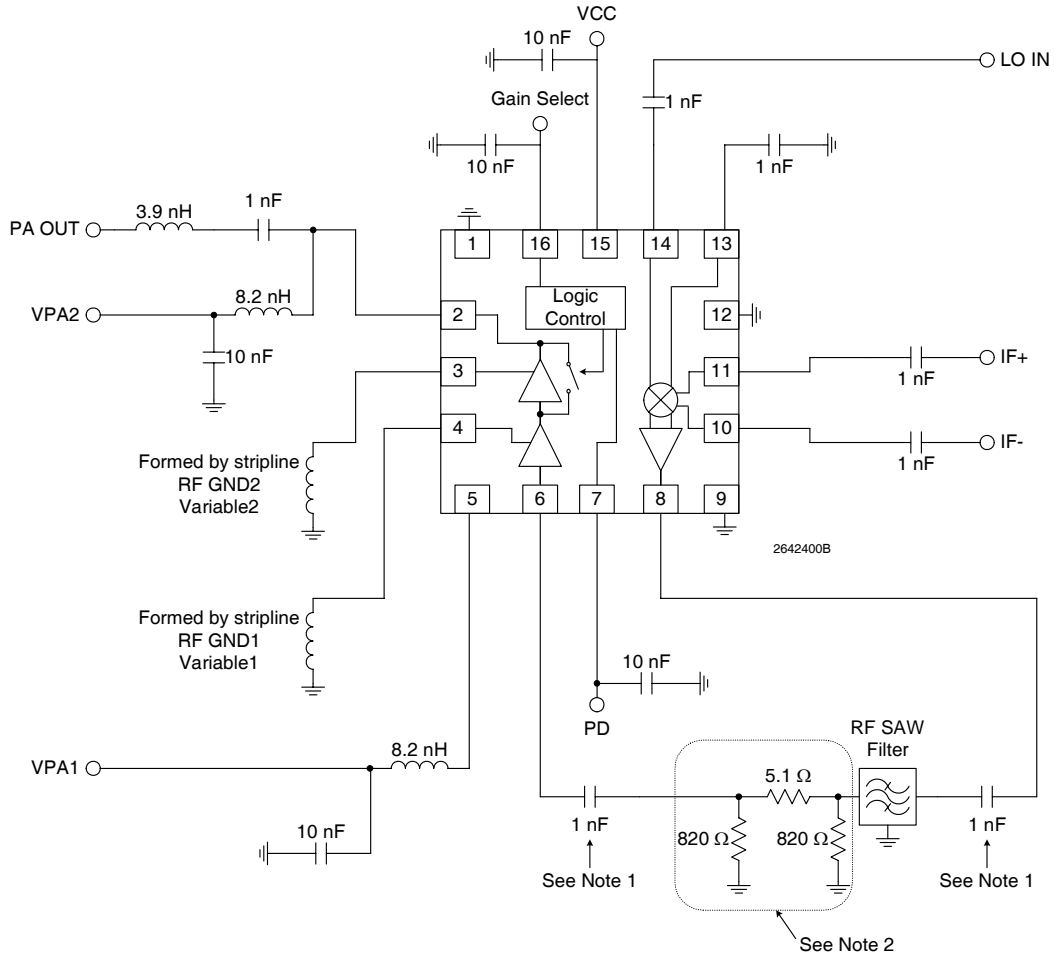 VCC
10 nF
LO IN
Gain Select
1 nF
10 nF
1 nF
1 nF
3.9 nH
PA OUT
1
16
15
14
13
8.2 nH
Logic
Control
VPA2
2
12
10 nF
IF+
3
11
1 nF
4
10
IF-
Formed by stripline
RF GND2
Variable2
1 nF
5
6
7
8
9
2642400B
Formed by stripline
RF GND1
Variable1
10 nF
PD
RF SAW
Filter
8.2 nH
VPA1
5.1 Ω
10 nF
1 nF
820 Ω
820 Ω
1 nF
See Note 1
See Note 1
See Note 2